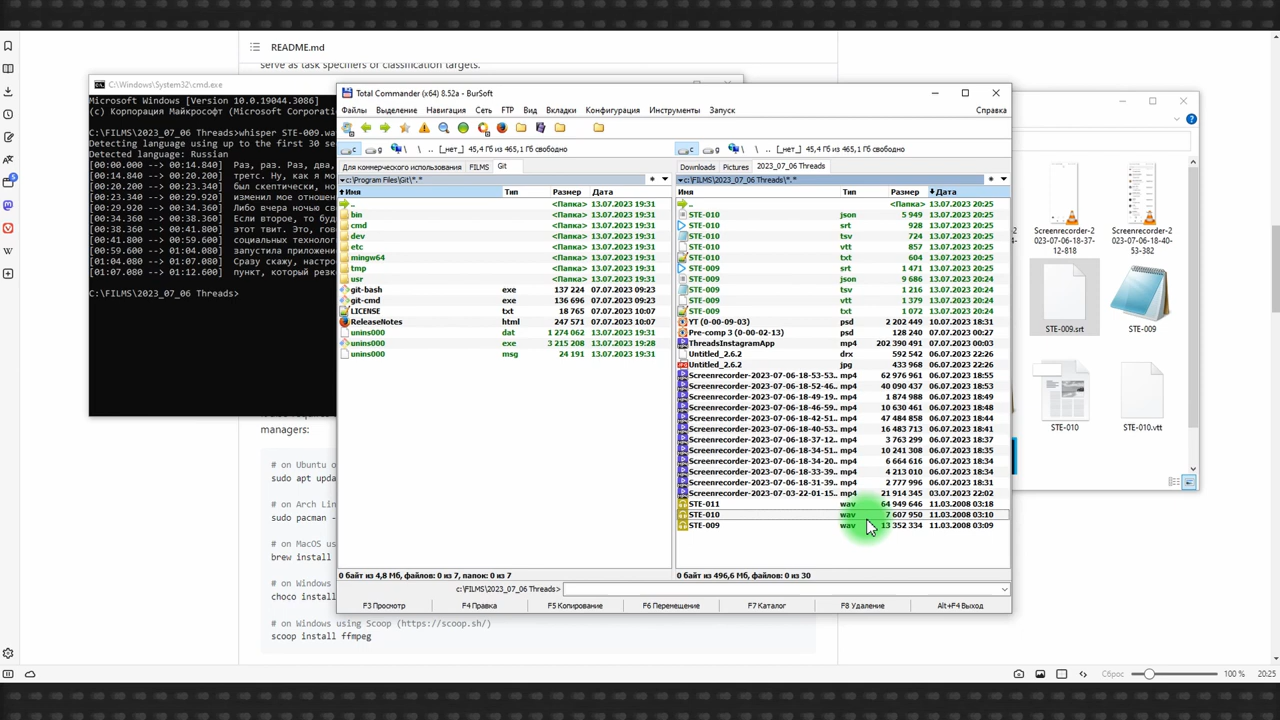 README.md
serve as task specifiers or classification targets.
C:\Windows\System32\cmd.exe
Microsoft Windows [Version 10.0.19044.3086]
(c) Корпорация Майкрософт (Microsoft Corporati
C:\FILMS\2023_07_06 Threads>whisper STE-009.wa
Detecting language using up to the first 30 se
Detected language: Russian
[00:00.000 --> 00:14.840] Раз, раз. Раз, два,
[00:14.840 --> 00:20.200] третс. Ну, как я мо
[00:20.200 --> 00:23.340] был скептически, но
[00:23.340 --> 00:29.920] изменил мое отношен
[00:29.920 --> 00:34.360] Либо вчера ночью св
[00:34.360 --> 00:38.360] Если второе, то буд
[00:38.360 --> 00:41.800] этот твит. Это, гово
[00:41.800 --> 00:59.600] социальных технолог
[00:59.600 --> 01:04.080] запустила приложени
[01:04.080 --> 01:07.080] Сразу скажу, настро
[01:07.080 --> 01:12.600] пункт, который резк
C:\FILMS\2023_07_06 Threads>
Total Commander (x64) 8.52a - BurSoft
Файлы Выделение Навигация Сеть FTP Вид Вкладки Конфигурация Инструменты Запуск Справка
c g \ .. [_нет_] 45,4 Гб из 465,1 Гб свободно
c g \ .. [_нет_] 45,4 Гб из 465,1 Гб свободно
Для коммерческого использования FILMS Git
Downloads Pictures 2023_07_06 Threads
c:\Program Files\Git\*.*
c:\FILMS\2023_07_06 Threads\*.*
Имя Тип Размер Дата
.. <Папка> 13.07.2023 19:31
bin <Папка> 13.07.2023 19:31
cmd <Папка> 13.07.2023 19:31
dev <Папка> 13.07.2023 19:31
etc <Папка> 13.07.2023 19:31
mingw64 <Папка> 13.07.2023 19:31
tmp <Папка> 13.07.2023 19:31
usr <Папка> 13.07.2023 19:31
git-bash exe 137 224 07.07.2023 09:23
git-cmd exe 136 696 07.07.2023 09:23
LICENSE txt 18 765 07.07.2023 10:07
ReleaseNotes html 247 571 07.07.2023 10:07
unins000 dat 1 274 062 13.07.2023 19:31
unins000 exe 3 215 208 13.07.2023 19:28
unins000 msg 24 191 13.07.2023 19:31
Имя Тип Размер Дата
.. <Папка> 13.07.2023 20:25
STE-010 json 5 949 13.07.2023 20:25
STE-010 srt 928 13.07.2023 20:25
STE-010 tsv 724 13.07.2023 20:25
STE-010 vtt 857 13.07.2023 20:25
STE-010 txt 604 13.07.2023 20:25
STE-009 srt 1 471 13.07.2023 20:25
STE-009 json 9 686 13.07.2023 20:24
STE-009 tsv 1 216 13.07.2023 20:24
STE-009 vtt 1 379 13.07.2023 20:24
STE-009 txt 1 072 13.07.2023 20:24
YT (0-00-09-03) psd 2 202 449 10.07.2023 18:31
Pre-comp 3 (0-00-02-13) psd 128 240 07.07.2023 00:27
ThreadsInstagramApp mp4 202 390 491 07.07.2023 00:03
Untitled_2.6.2 drx 592 542 06.07.2023 22:26
Untitled_2.6.2 jpg 433 968 06.07.2023 22:26
Screenrecorder-2023-07-06-18-53-53.. mp4 62 976 961 06.07.2023 18:55
Screenrecorder-2023-07-06-18-52-46.. mp4 40 090 437 06.07.2023 18:53
Screenrecorder-2023-07-06-18-49-19.. mp4 1 874 988 06.07.2023 18:49
Screenrecorder-2023-07-06-18-46-59.. mp4 10 630 461 06.07.2023 18:48
Screenrecorder-2023-07-06-18-42-51.. mp4 47 484 858 06.07.2023 18:44
Screenrecorder-2023-07-06-18-40-53.. mp4 16 483 713 06.07.2023 18:41
Screenrecorder-2023-07-06-18-37-12.. mp4 3 763 299 06.07.2023 18:37
Screenrecorder-2023-07-06-18-34-51.. mp4 10 241 308 06.07.2023 18:35
Screenrecorder-2023-07-06-18-34-20.. mp4 6 664 616 06.07.2023 18:34
Screenrecorder-2023-07-06-18-33-39.. mp4 4 213 010 06.07.2023 18:34
Screenrecorder-2023-07-06-18-31-39.. mp4 2 777 996 06.07.2023 18:31
Screenrecorder-2023-07-03-22-01-15.. mp4 21 914 345 03.07.2023 22:02
STE-011 wav 64 949 646 11.03.2008 03:18
STE-010 wav 7 607 950 11.03.2008 03:10
STE-009 wav 13 352 334 11.03.2008 03:09
0 байт из 4,8 Мб, файлы: 0 из 7, папок: 0 из 7
0 байт из 496,6 Мб, файлы: 0 из 30
c:\FILMS\2023_07_06 Threads>
F3 Просмотр F4 Правка F5 Копирование F6 Перемещение F7 Каталог F8 Удаление Alt+F4 Выход
Screenrecorder-2
023-07-06-18-37-
12-818
Screenrecorder-2
023-07-06-18-40-
53-382
STE-009.srt
STE-009
STE-010
STE-010.vtt
managers:
# on Ubuntu o
sudo apt upda
# on Arch Lin
sudo pacman -
# on MacOS us
brew install
# on Windows
choco install
# on Windows using Scoop (https://scoop.sh/)
scoop install ffmpeg
Сброс 100 % 20:25